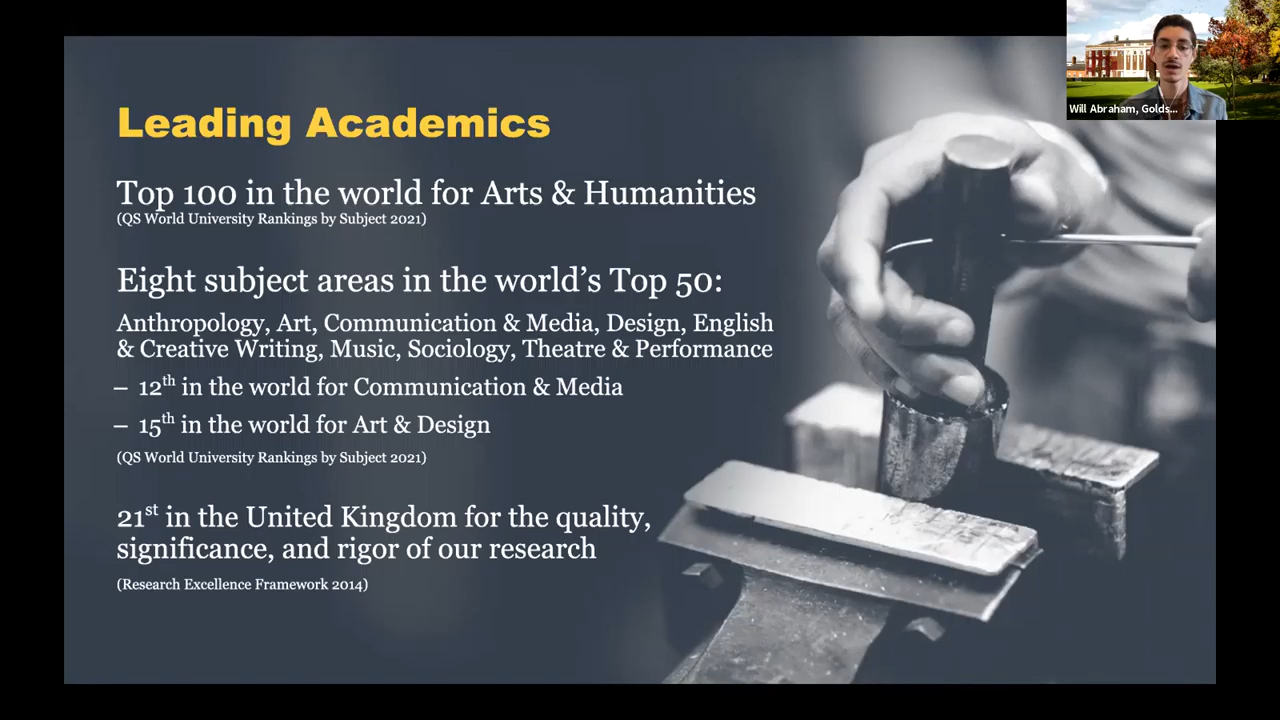 Leading Academics
Top 100 in the world for Arts & Humanities
(QS World University Rankings by Subject 2021)
Eight subject areas in the world’s Top 50:
Anthropology, Art, Communication & Media, Design, English
& Creative Writing, Music, Sociology, Theatre & Performance
– 12th in the world for Communication & Media
– 15th in the world for Art & Design
(QS World University Rankings by Subject 2021)
21st in the United Kingdom for the quality,
significance, and rigor of our research
(Research Excellence Framework 2014)
Will Abraham, Golds...